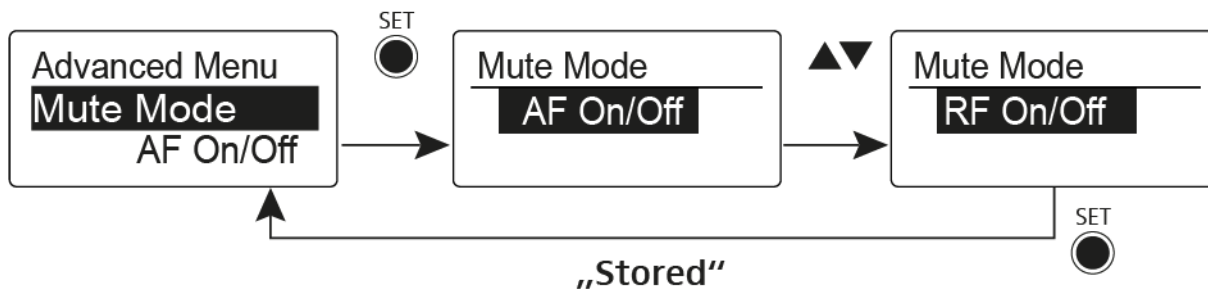 SET
Advanced Menu
Mute Mode
AF On/Off
Mute Mode
AF On/Off
▲▼
Mute Mode
RF On/Off
SET
„Stored“